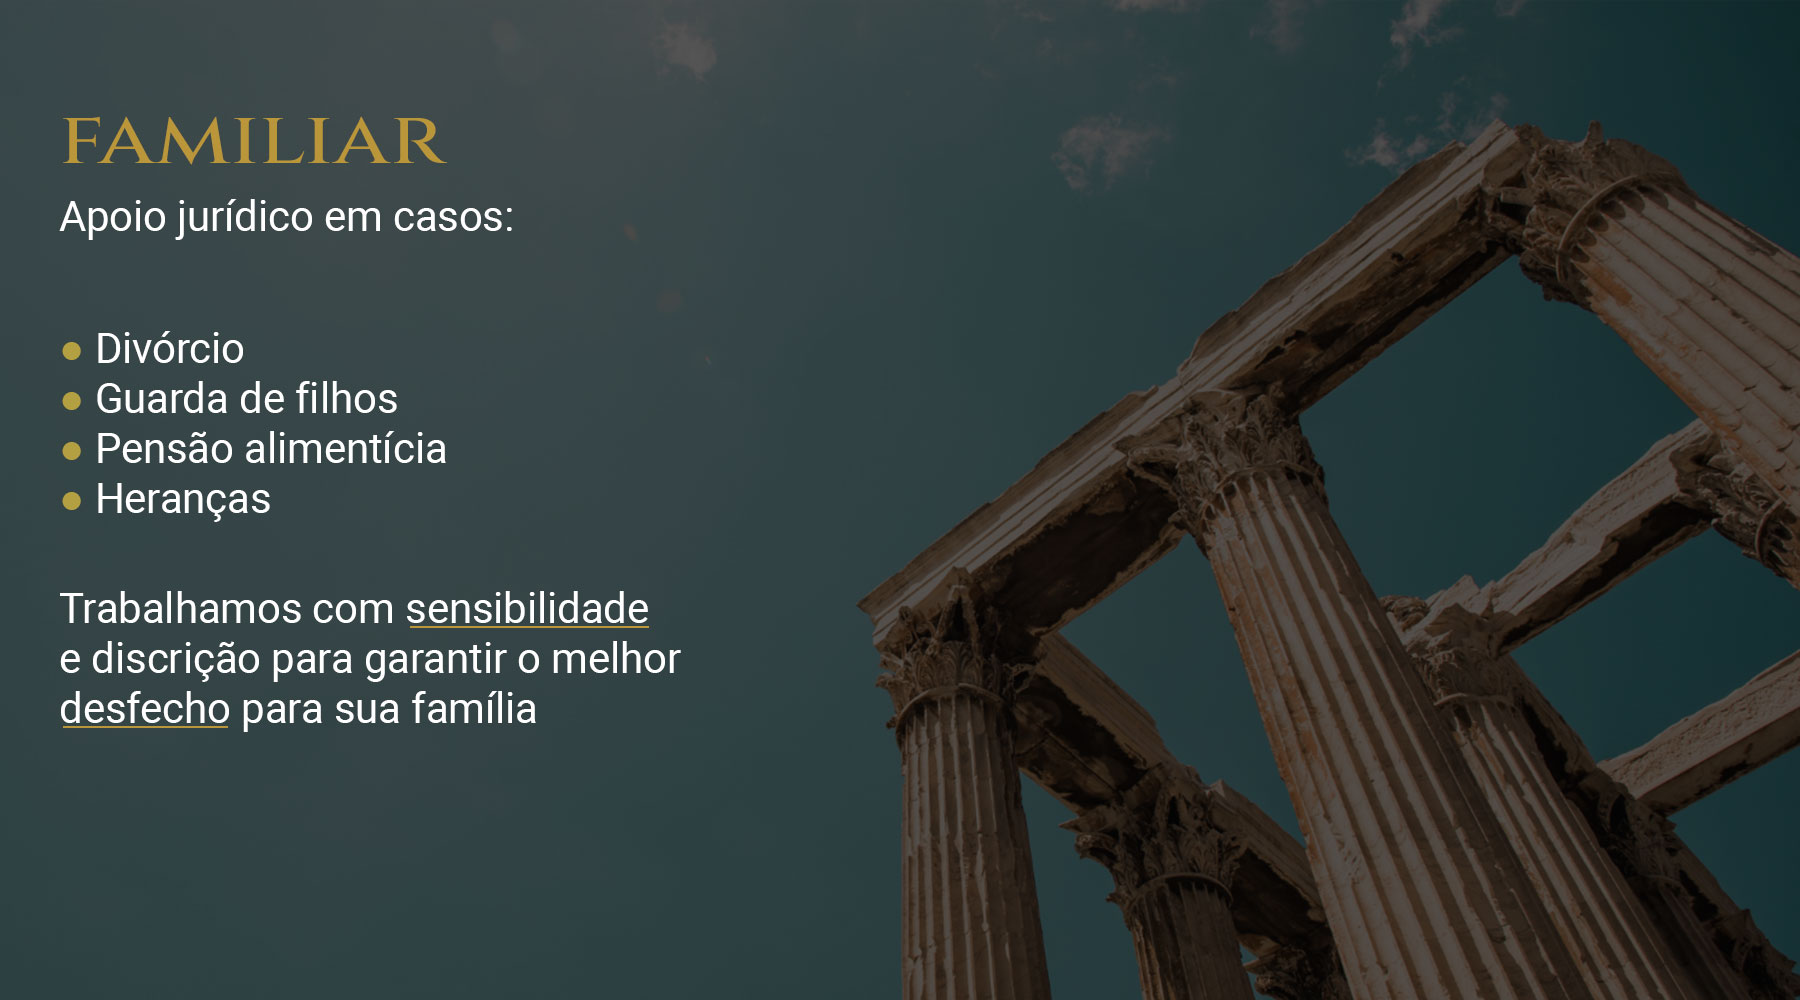 FAMILIAR
Apoio jurídico em casos:
● Divórcio
● Guarda de filhos
● Pensão alimentícia
● Heranças
Trabalhamos com sensibilidade
e discrição para garantir o melhor
desfecho para sua família